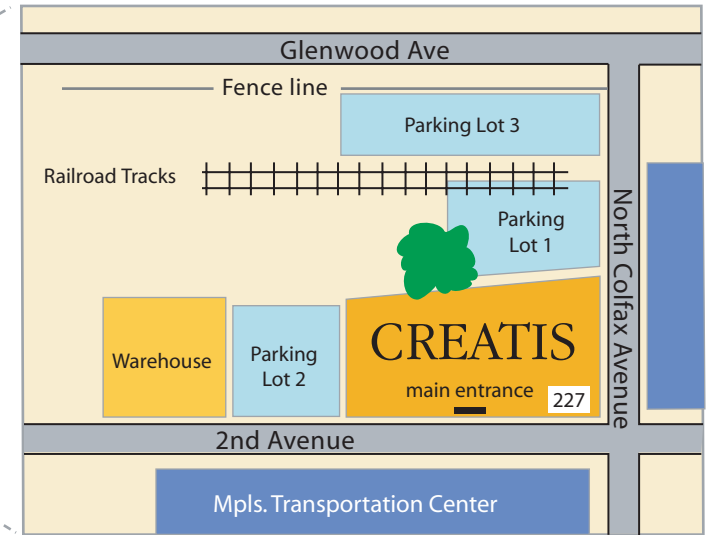 Glenwood Ave
Fence line
Parking Lot 3
Railroad Tracks
Parking
Lot 1
North Colfax Avenue
CREATIS
Warehouse
Parking
Lot 2
main entrance
227
2nd Avenue
Mpls. Transportation Center